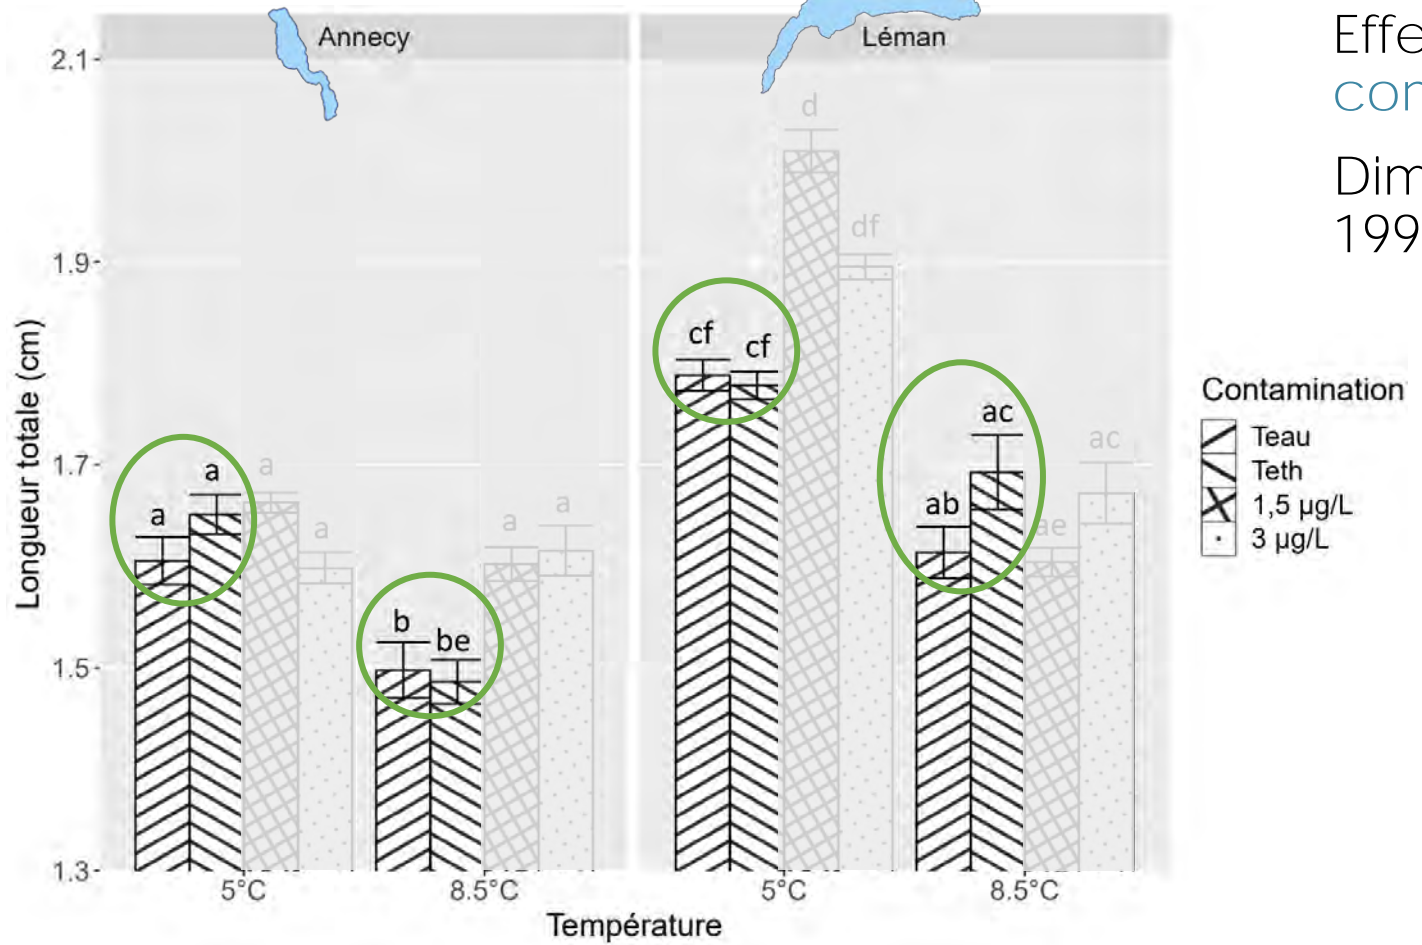 Annecy
Léman
Effe
con
Dim
199
2.1
1.9
1.7
1.5
1.3
Longueur totale (cm)
a
a
a
a
b
be
a
a
cf
cf
d
df
ab
ac
ae
ac
5°C
8.5°C
5°C
8.5°C
Température
Contamination
Teau
Teth
1,5 µg/L
3 µg/L